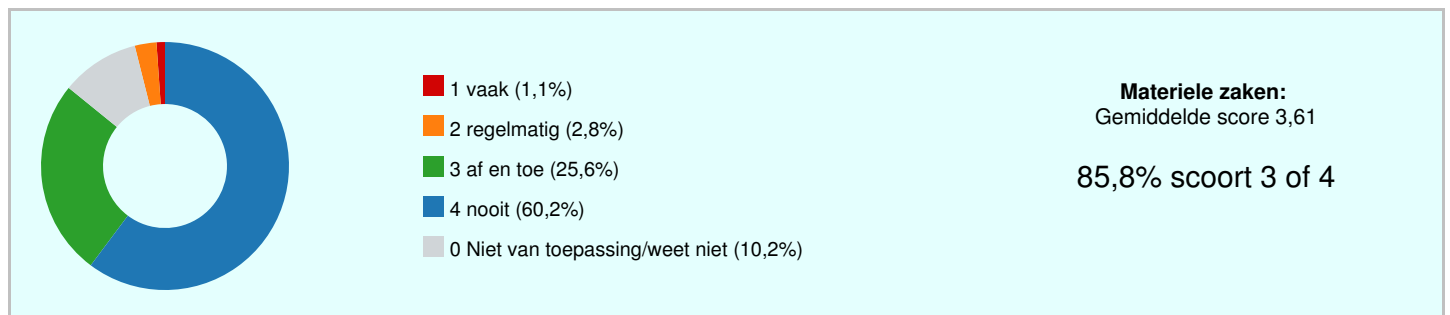 1 vaak (1,1%)
2 regelmatig (2,8%)
3 af en toe (25,6%)
4 nooit (60,2%)
0 Niet van toepassing/weet niet (10,2%)
Materiele zaken:
Gemiddelde score 3,61
85,8% scoort 3 of 4